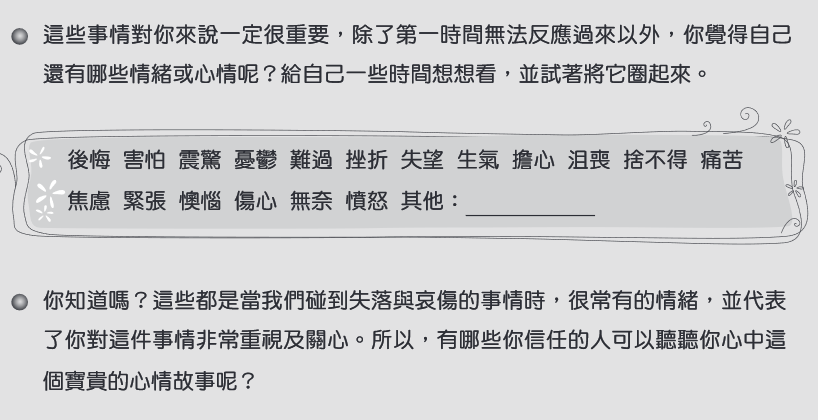 這些事情對你來說一定很重要，除了第一時間無法反應過來以外，你覺得自己
還有哪些情緒或心情呢？給自己一些時間想想看，並試著將它圈起來。
後悔 害怕 震驚 憂鬱 難過 挫折 失望 生氣 擔心 沮喪 捨不得 痛苦
焦慮 緊張 懊惱 傷心 無奈 憤怒 其他：__________
你知道嗎？這些都是當我們碰到失落與哀傷的事情時，很常有的情緒，並代表
了你對這件事情非常重視及關心。所以，有哪些你信任的人可以聽聽你心中這
個寶貴的心情故事呢？